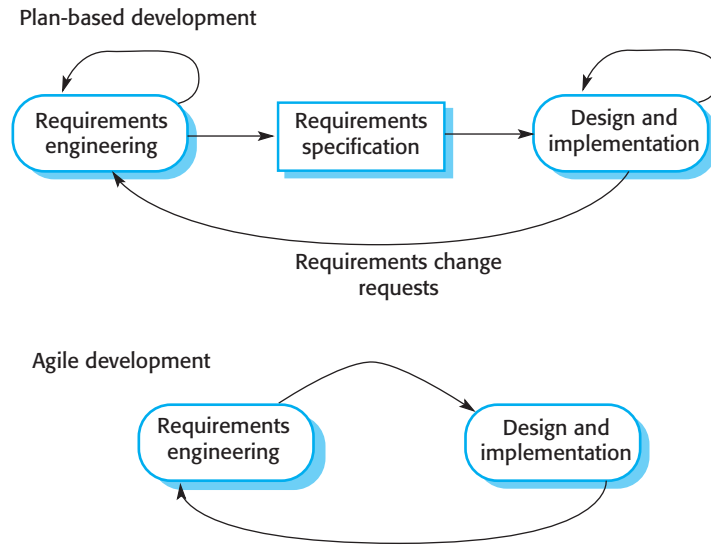 Plan-based development
Requirements
engineering
Requirements
specification
Design and
implementation
Requirements change
requests
Agile development
Requirements
engineering
Design and
implementation